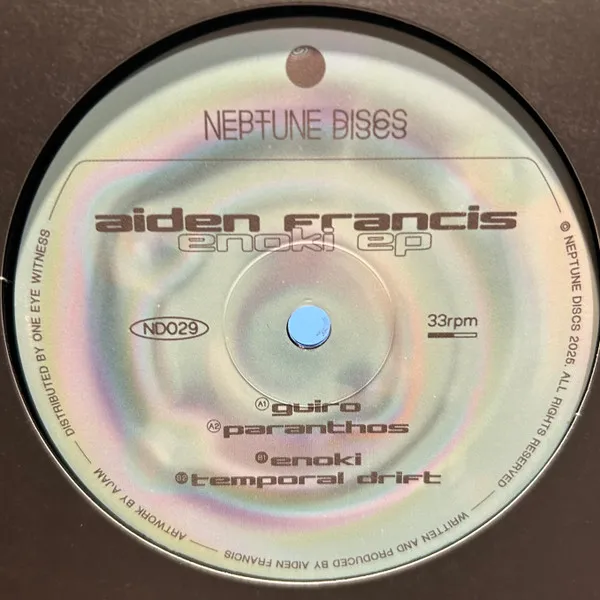 NEPTUNE DISCS
aiden francis
enoki ep
ND029
33rpm
A1 guiro
A2 paranthos
B1 enoki
B2 temporal drift
© NEPTUNE DISCS 2025. ALL RIGHTS RESERVED
WRITTEN AND PRODUCED BY AIDEN FRANCIS
ARTWORK BY AJAM
DISTRIBUTED BY ONE EYE WITNESS